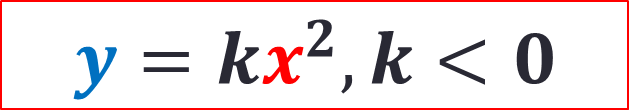 y = kx², k < 0